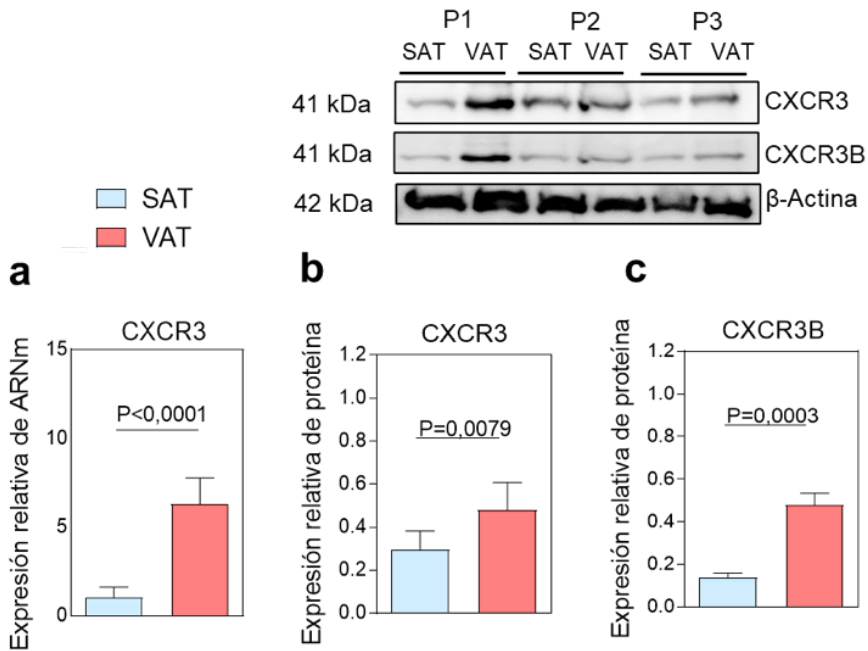 P1 P2 P3
SAT VAT SAT VAT SAT VAT
41 kDa CXCR3
41 kDa CXCR3B
42 kDa β-Actina
SAT
VAT
a
CXCR3
Expresión relativa de ARNm
15
10
5
0
P<0,0001
b
CXCR3
Expresión relativa de proteína
1.2
1.0
0.8
0.6
0.4
0.2
0.0
P=0,0079
c
CXCR3B
Expresión relativa de proteína
1.2
1.0
0.8
0.6
0.4
0.2
0.0
P=0,0003